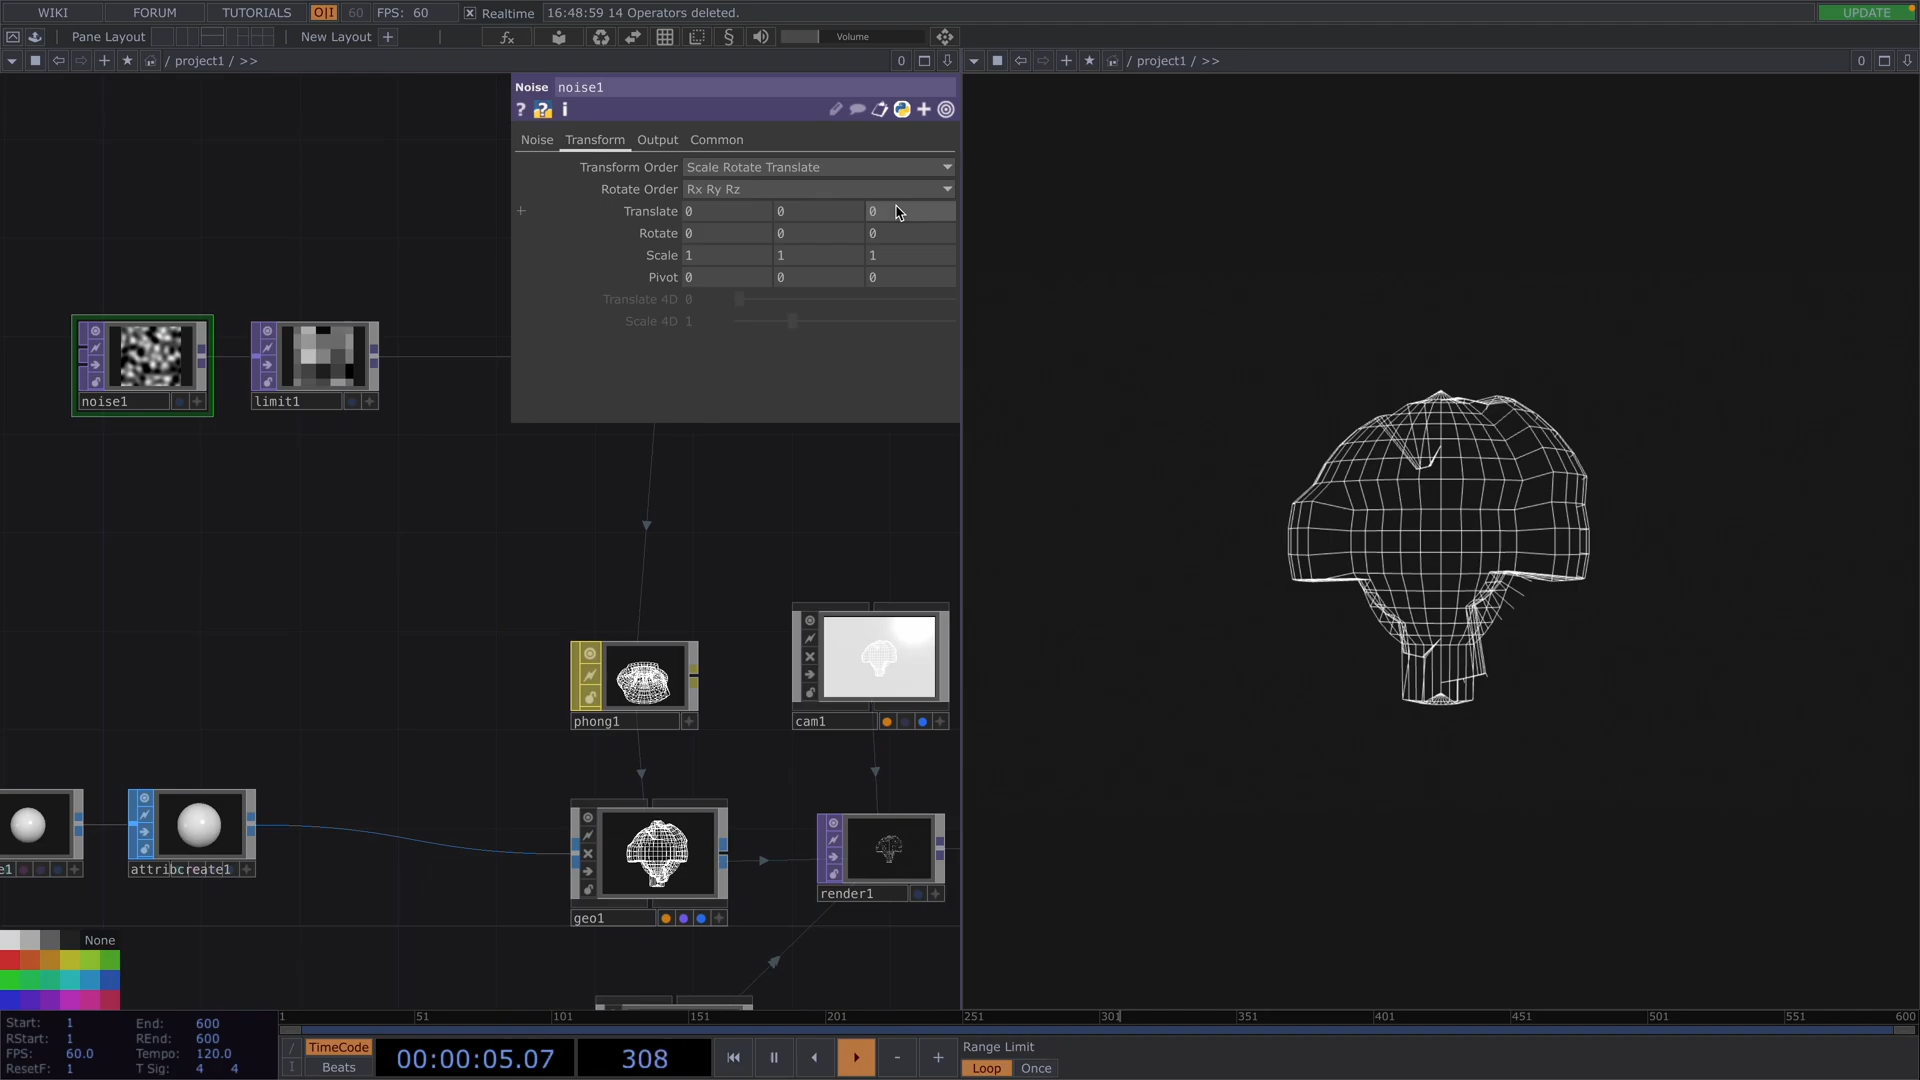 WIKI FORUM TUTORIALS O|I 60 FPS: 60 Realtime 16:48:59 14 Operators deleted. UPDATE
Pane Layout New Layout + Volume
/ project1 / >> 0
/ project1 / >> 0
Noise noise1
? ? i
Noise Transform Output Common
Transform Order Scale Rotate Translate
Rotate Order Rx Ry Rz
Translate 0 0 0
Rotate 0 0 0
Scale 1 1 1
Pivot 0 0 0
Translate 4D 0
Scale 4D 1
noise1
limit1
phong1
cam1
e1
attribcreate1
geo1
render1
None
1 51 101 151 201 251 301 351 401 451 501 551 600
Start: 1 End: 600
RStart: 1 REnd: 600
FPS: 60.0 Tempo: 120.0
ResetF: 1 T Sig: 4 4
TimeCode
Beats
00:00:05.07
308
Range Limit
Loop Once